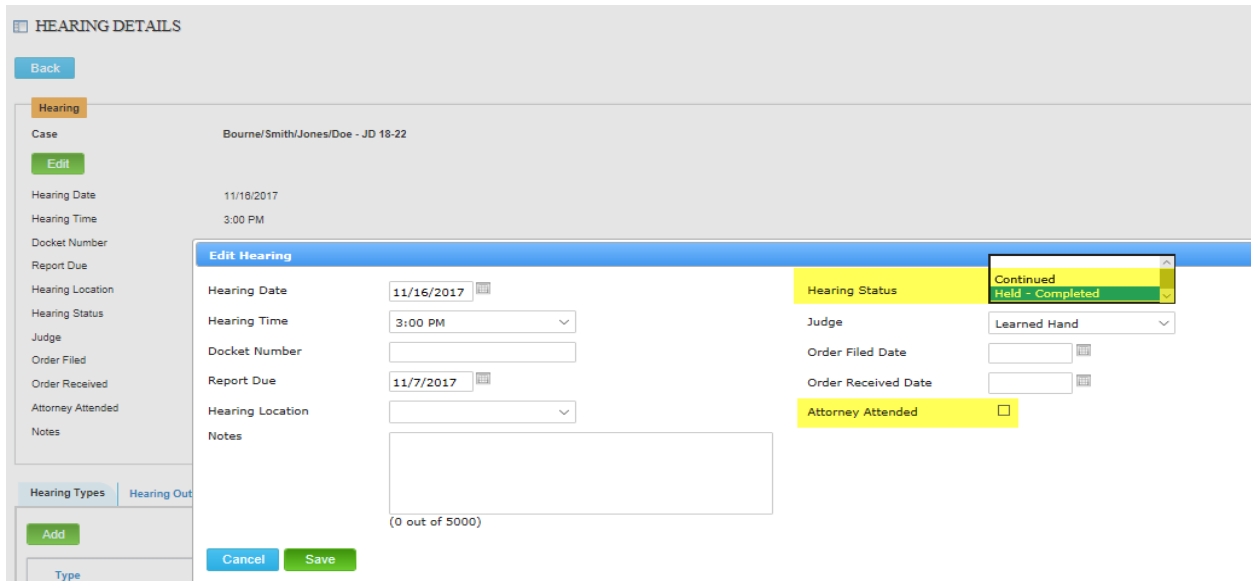 HEARING DETAILS
Back
Hearing
Case Bourne/Smith/Jones/Doe - JD 18-22
Edit
Hearing Date 11/16/2017
Hearing Time 3:00 PM
Docket Number
Report Due
Hearing Location
Hearing Status
Judge
Order Filed
Order Received
Attorney Attended
Notes
Edit Hearing
Hearing Date 11/16/2017
Hearing Time 3:00 PM
Docket Number
Report Due 11/7/2017
Hearing Location
Notes
(0 out of 5000)
Hearing Status
Continued
Held - Completed
Judge Learned Hand
Order Filed Date
Order Received Date
Attorney Attended
Cancel Save
Hearing Types Hearing Out
Add
Type